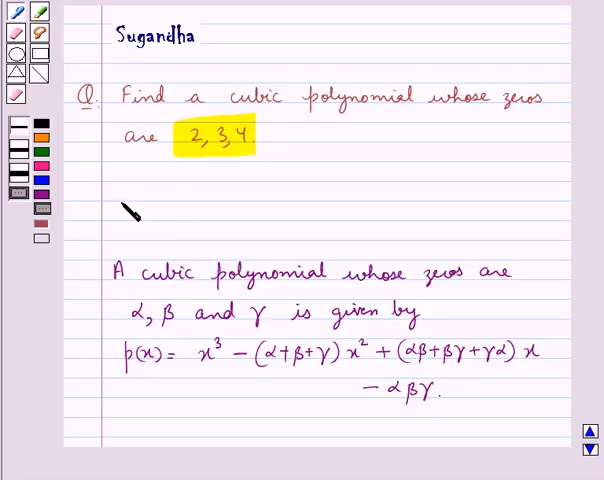 Sugandha
Q. Find a cubic polynomial whose zeros
are 2, 3, 4.
A cubic polynomial whose zeros are
α, β and γ is given by
p(x) = x³ - (α+β+γ) x² + (αβ+βγ+γα) x
- αβγ.